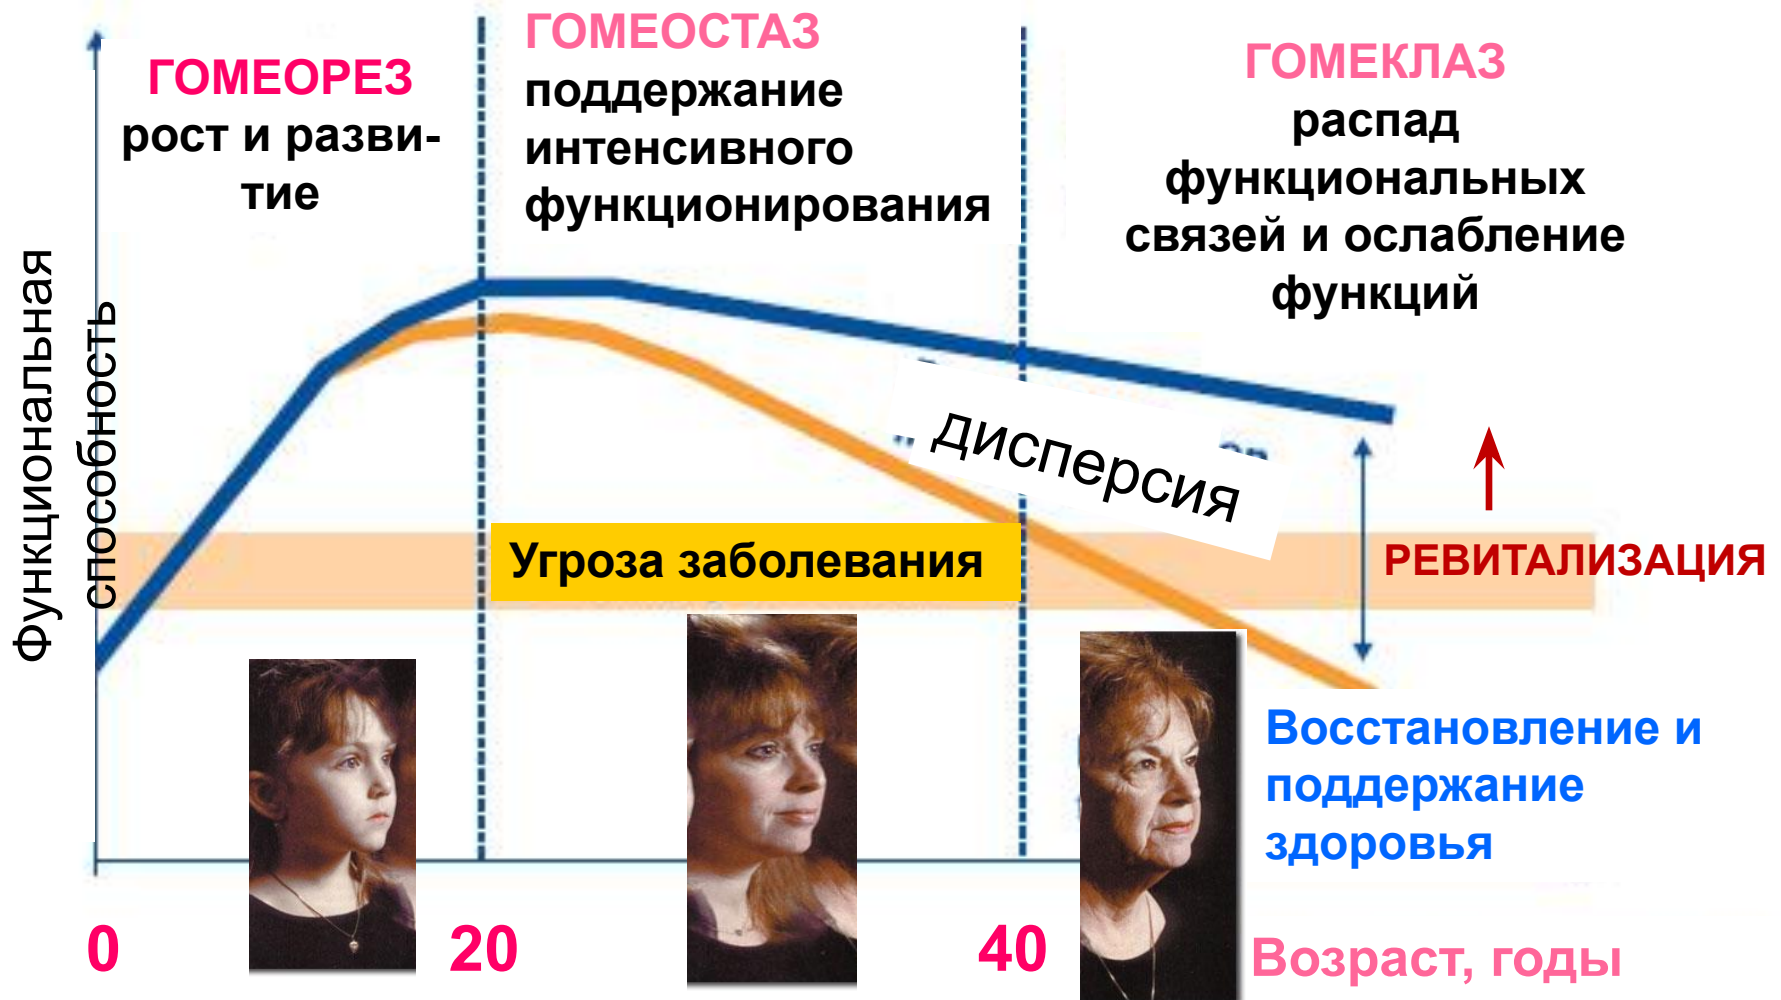 ГОМЕОРЕЗ
рост и разви-
тие
ГОМЕОСТАЗ
поддержание
интенсивного
функционирования
ГОМЕКЛАЗ
распад
функциональных
связей и ослабление
функций
Функциональная
способность
дисперсия
Угроза заболевания
РЕВИТАЛИЗАЦИЯ
Восстановление и
поддержание
здоровья
0
20
40
Возраст, годы